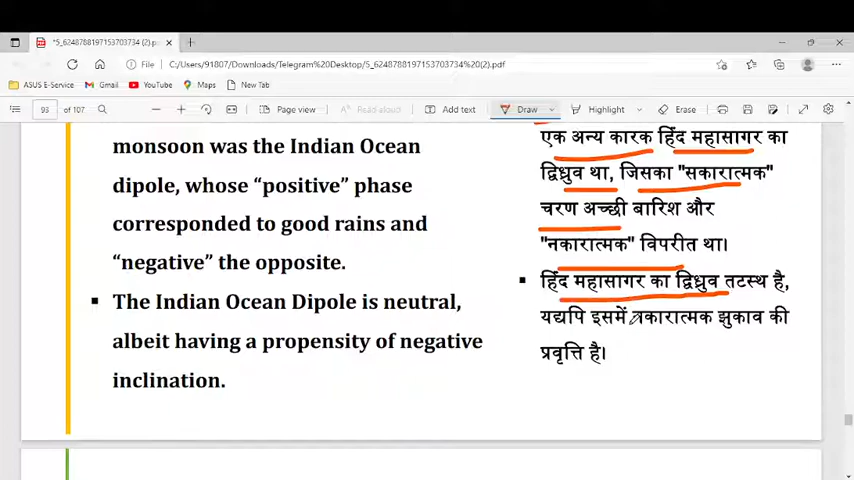 *5_6248788197153703734 (2).pdf
File C:/Users/91807/Downloads/Telegram%20Desktop/5_6248788197153703734%20(2).pdf
ASUS E-Service Gmail YouTube Maps New Tab
93 of 107 Page view Read aloud Add text Draw Highlight Erase
monsoon was the Indian Ocean
dipole, whose “positive” phase
corresponded to good rains and
“negative” the opposite.
▪ The Indian Ocean Dipole is neutral,
albeit having a propensity of negative
inclination.
एक अन्य कारक हिंद महासागर का
द्विध्रुव था, जिसका "सकारात्मक"
चरण अच्छी बारिश और
"नकारात्मक" विपरीत था।
▪ हिंद महासागर का द्विध्रुव तटस्थ है,
यद्यपि इसमें नकारात्मक झुकाव की
प्रवृत्ति है।